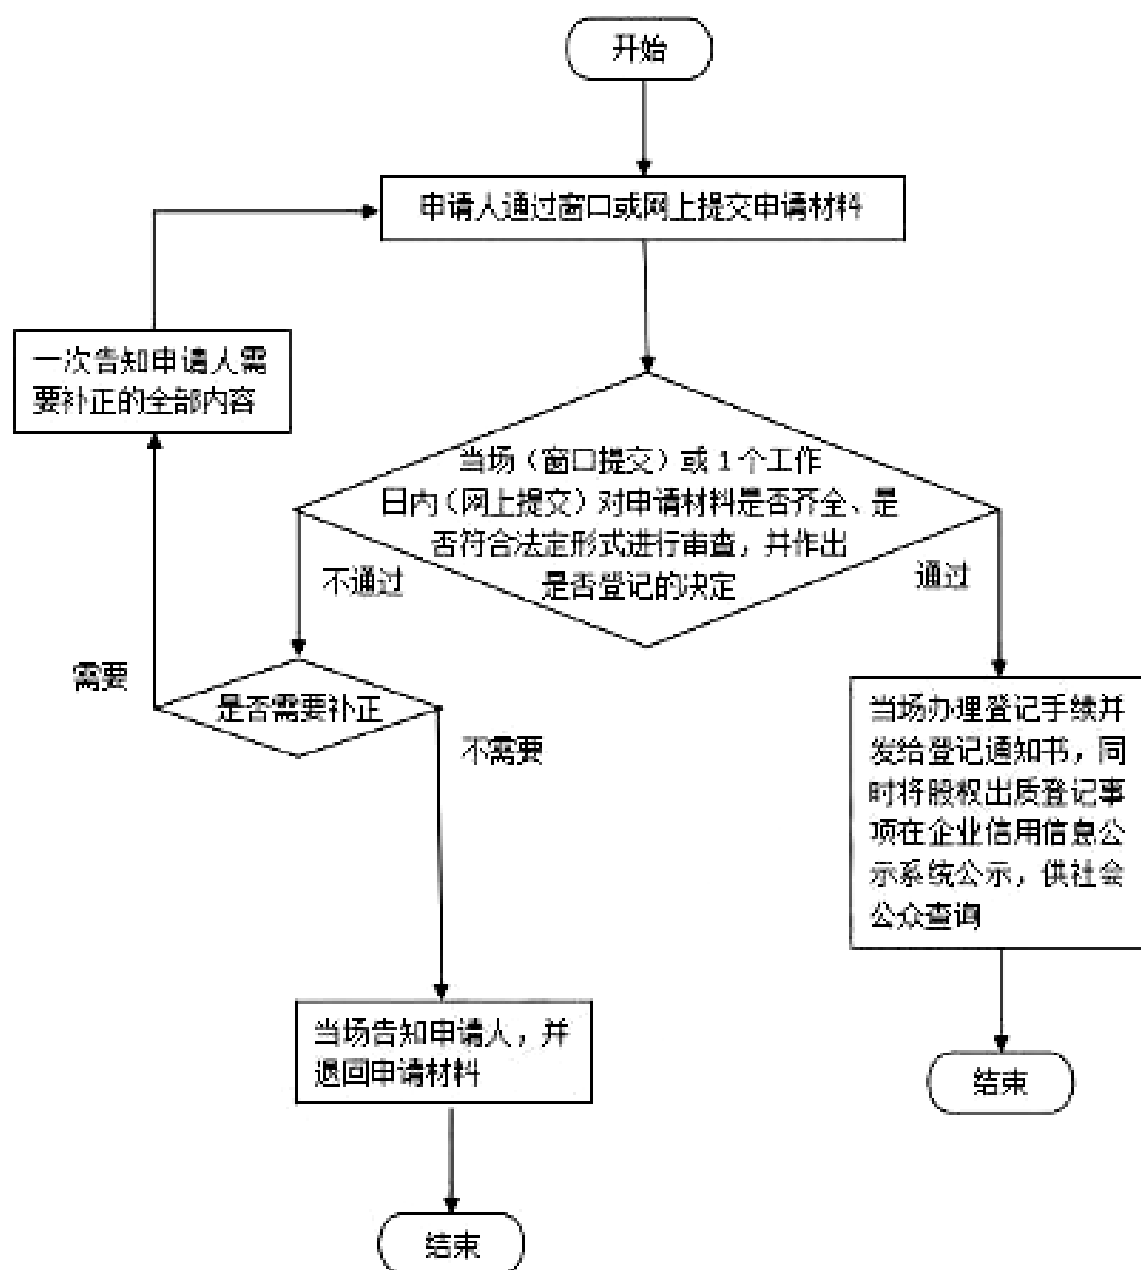 开始
申请人通过窗口或网上提交申请材料
一次告知申请人需
要补正的全部内容
当场（窗口提交）或 1 个工作
日内（网上提交）对申请材料是否齐全、是
否符合法定形式进行审查，并作出
是否登记的决定
不通过
通过
需要
是否需要补正
不需要
当场办理登记手续并
发给登记通知书，同
时将股权出质登记事
项在企业信用信息公
示系统公示，供社会
公众查询
当场告知申请人，并
退回申请材料
结束
结束